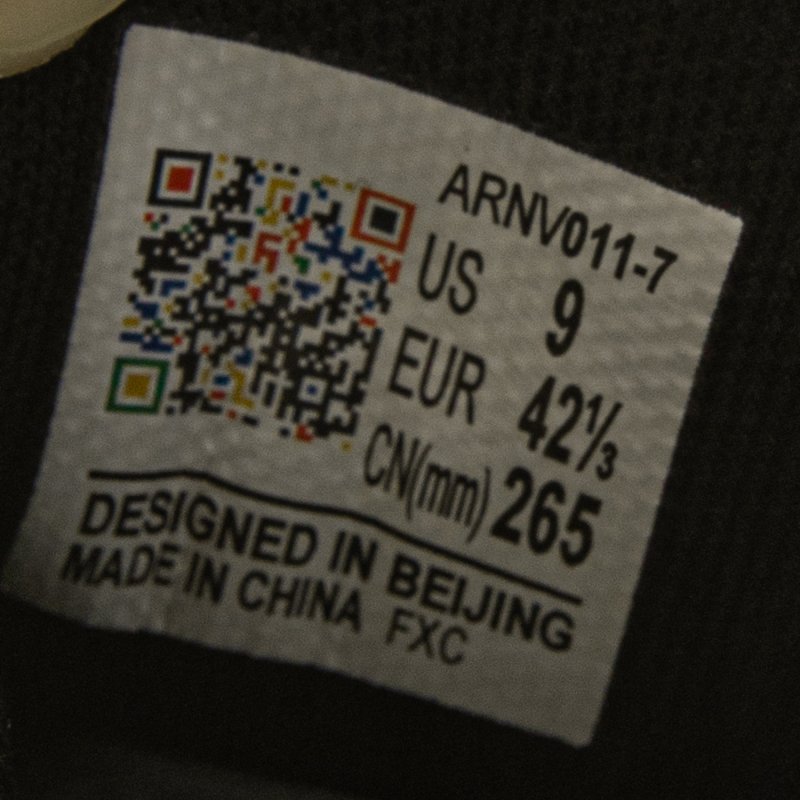 ARNV011-7
US 9
EUR 42⅓
CN(mm) 265
DESIGNED IN BEIJING
MADE IN CHINA FXC